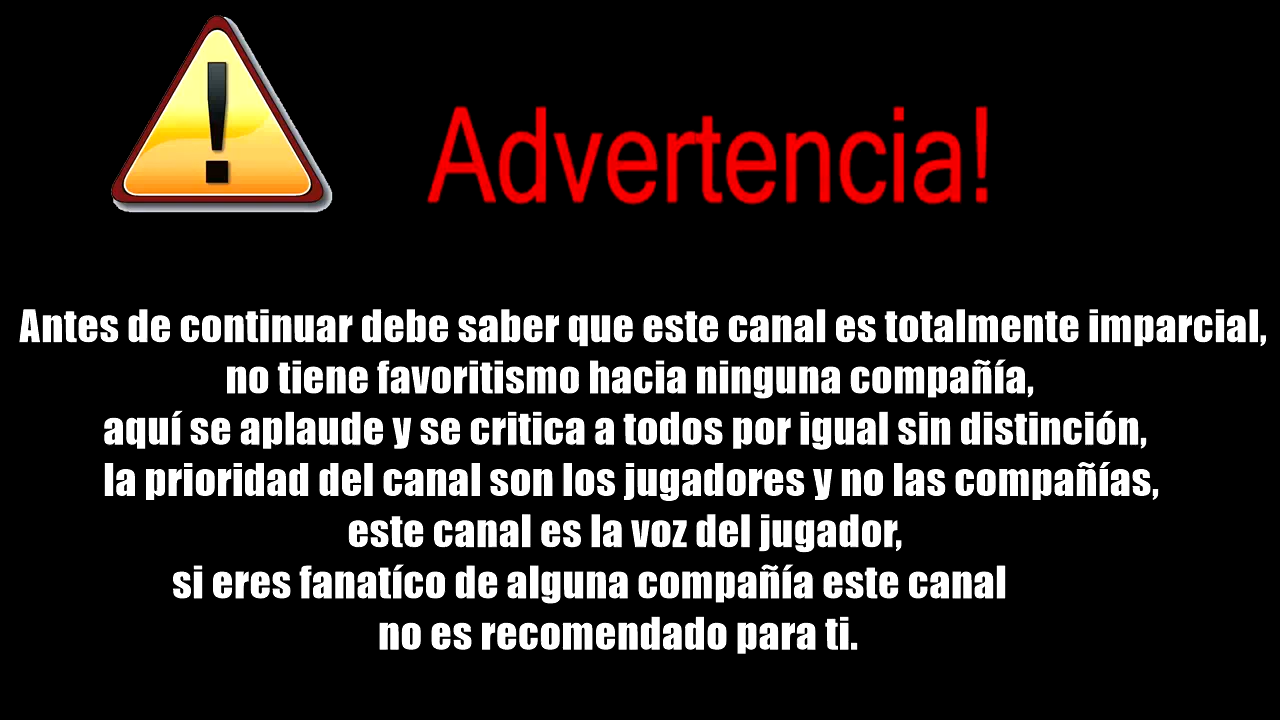 Advertencia!
Antes de continuar debe saber que este canal es totalmente imparcial,
no tiene favoritismo hacia ninguna compañía,
aquí se aplaude y se critica a todos por igual sin distinción,
la prioridad del canal son los jugadores y no las compañías,
este canal es la voz del jugador,
si eres fanatíco de alguna compañía este canal
no es recomendado para ti.